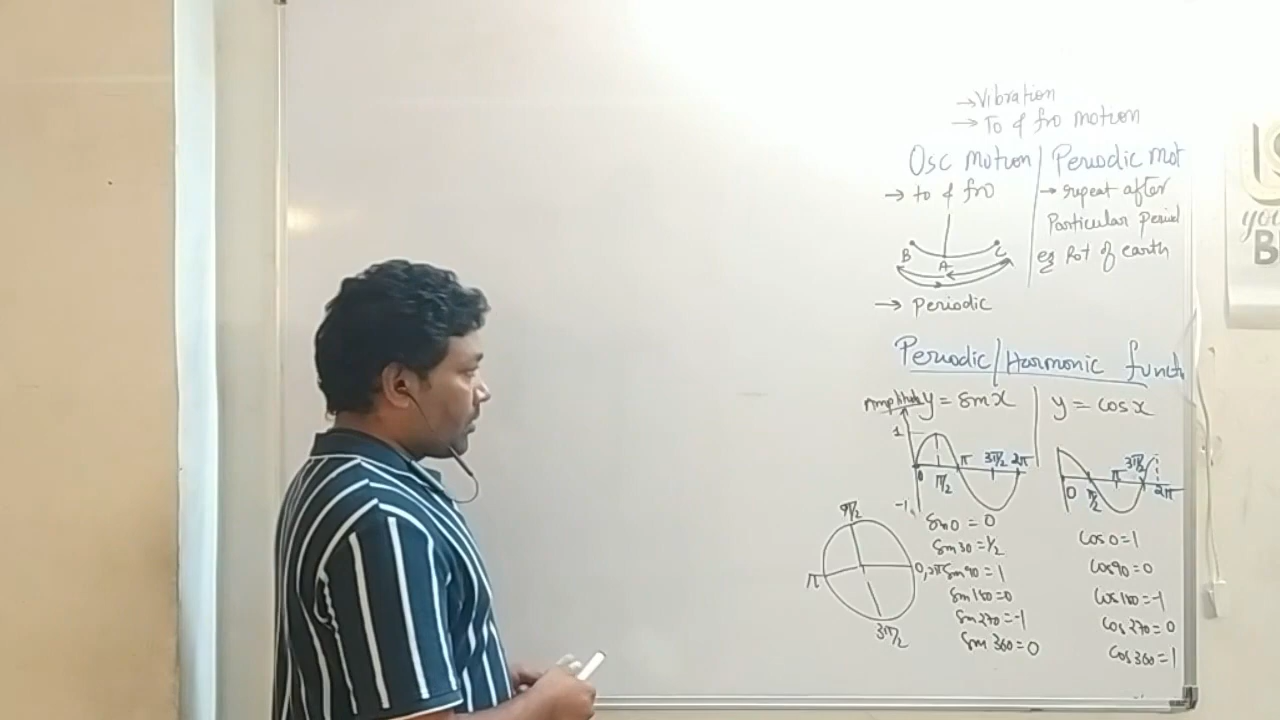 → Vibration
→ To & fro motion
Osc Motion | Periodic Mot
→ to & fro
→ repeat after
Particular Period
B A C
eg Rot of earth
→ Periodic
Periodic/Harmonic funct
Amplitude y = sin x
y = cos x
1
0 π/2 π 3π/2 2π
-1
0 π/2 π 3π/2 2π
π/2
π
0, 2π
3π/2
sin 0 = 0
sin 30 = 1/2
sin 90 = 1
sin 180 = 0
sin 270 = -1
sin 360 = 0
cos 0 = 1
cos 90 = 0
cos 180 = -1
cos 270 = 0
cos 360 = 1
you
B